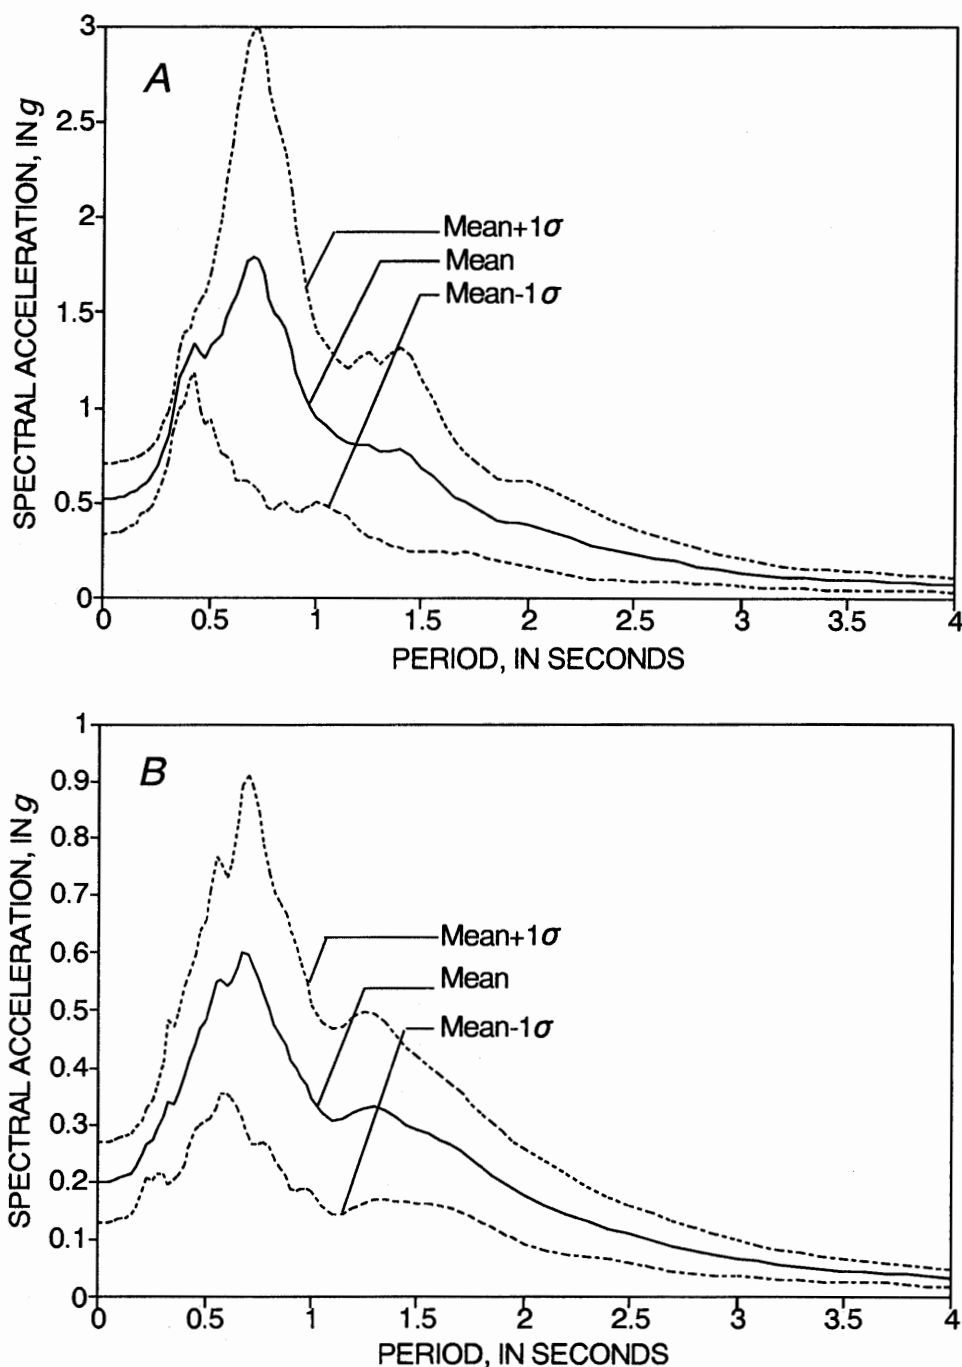 A
SPECTRAL ACCELERATION, IN g
3
2.5
2
1.5
1
0.5
0
Mean+1σ
Mean
Mean-1σ
0 0.5 1 1.5 2 2.5 3 3.5 4
PERIOD, IN SECONDS
B
SPECTRAL ACCELERATION, IN g
1
0.9
0.8
0.7
0.6
0.5
0.4
0.3
0.2
0.1
0
Mean+1σ
Mean
Mean-1σ
0 0.5 1 1.5 2 2.5 3 3.5 4
PERIOD, IN SECONDS